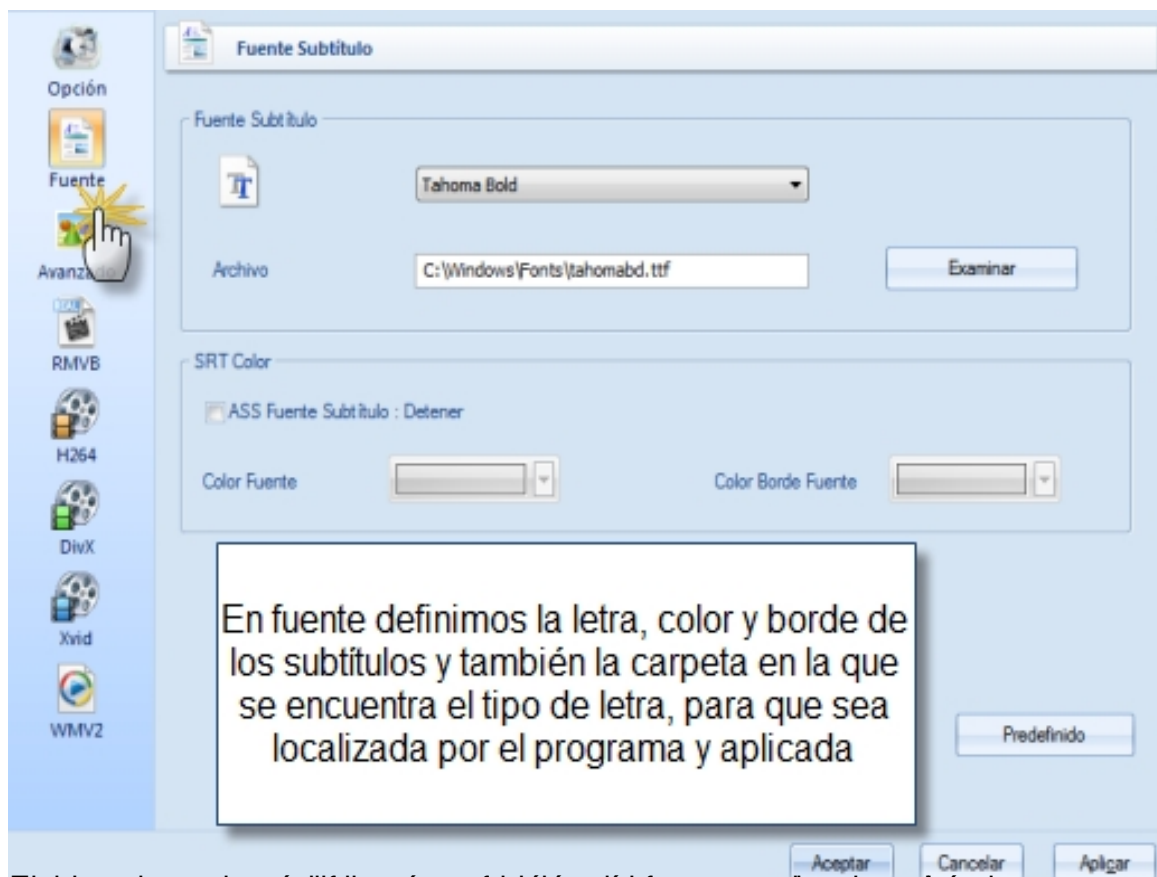 Fuente Subtítulo
Opción
Fuente
Avanzado
RMVB
H264
DivX
Xvid
WMV2
Fuente Subtítulo
Tahoma Bold
Archivo
C:\Windows\Fonts\tahomabd.ttf
Examinar
SRT Color
ASS Fuente Subtítulo : Detener
Color Fuente
Color Borde Fuente
En fuente definimos la letra, color y borde de
los subtítulos y también la carpeta en la que
se encuentra el tipo de letra, para que sea
localizada por el programa y aplicada
Predefinido
Aceptar
Cancelar
Aplicar